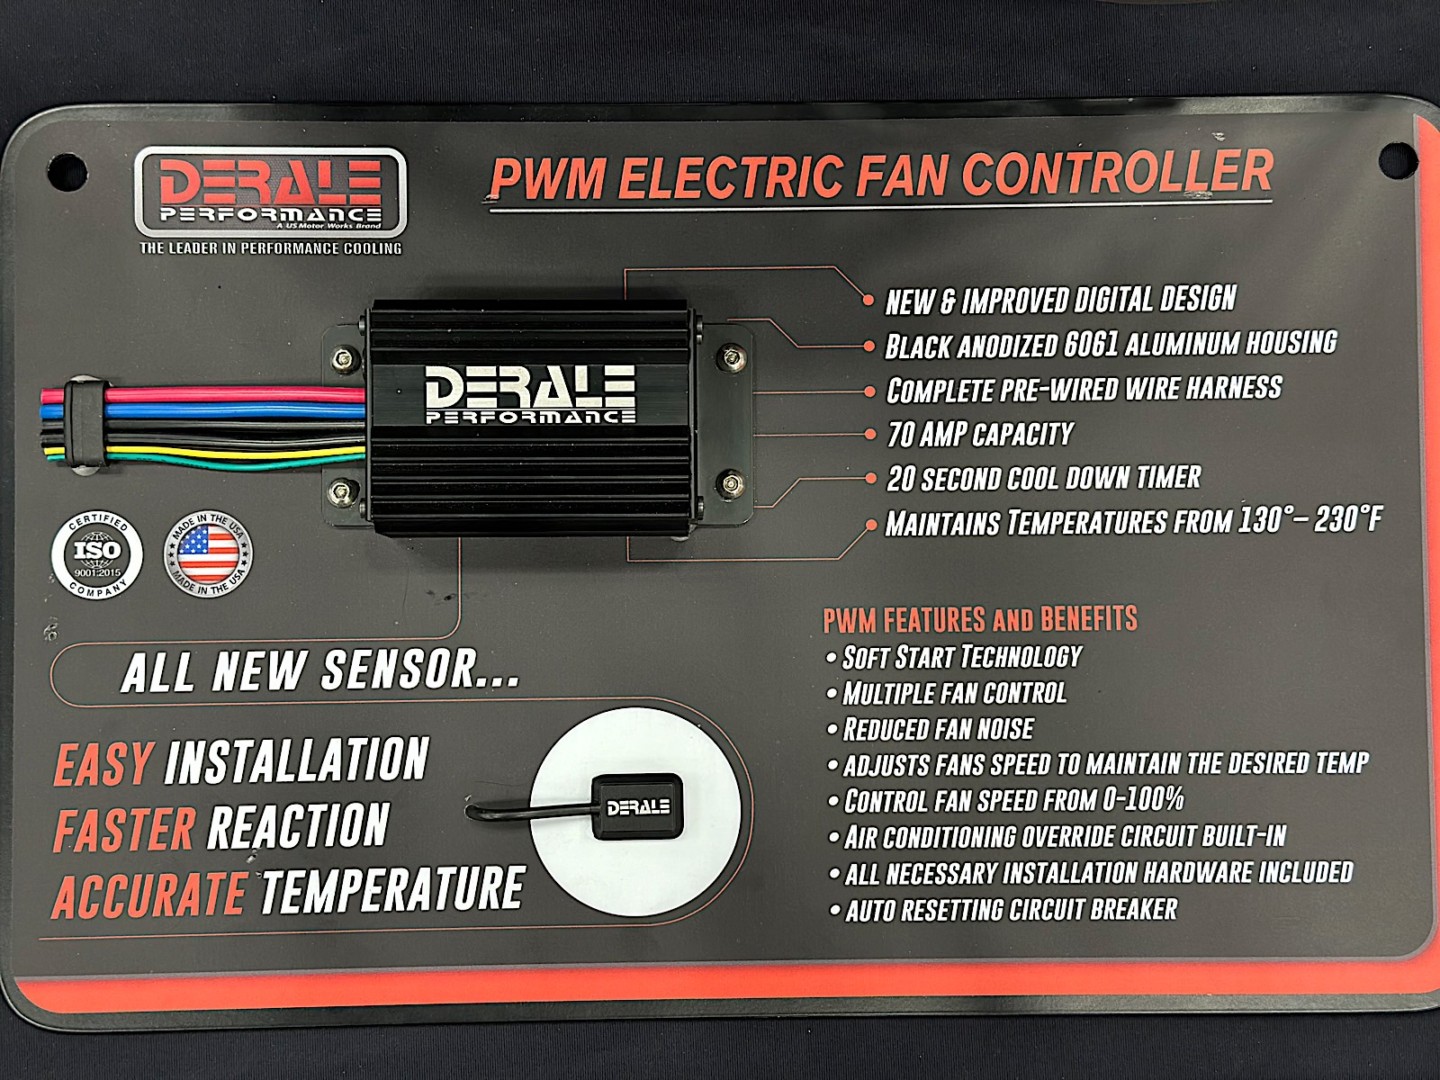 DERALE
PERFORMANCE
A US Motor Works Brand
THE LEADER IN PERFORMANCE COOLING
PWM ELECTRIC FAN CONTROLLER
NEW & IMPROVED DIGITAL DESIGN
BLACK ANODIZED 6061 ALUMINUM HOUSING
COMPLETE PRE-WIRED WIRE HARNESS
70 AMP CAPACITY
20 SECOND COOL DOWN TIMER
MAINTAINS TEMPERATURES FROM 130°– 230°F
DERALE
PERFORMANCE
CERTIFIED
ISO
9001:2015
COMPANY
MADE IN THE USA
MADE IN THE USA
ALL NEW SENSOR...
EASY INSTALLATION
FASTER REACTION
ACCURATE TEMPERATURE
DERALE
PWM FEATURES AND BENEFITS
• SOFT START TECHNOLOGY
• MULTIPLE FAN CONTROL
• REDUCED FAN NOISE
• ADJUSTS FANS SPEED TO MAINTAIN THE DESIRED TEMP
• CONTROL FAN SPEED FROM 0-100%
• AIR CONDITIONING OVERRIDE CIRCUIT BUILT-IN
• ALL NECESSARY INSTALLATION HARDWARE INCLUDED
• AUTO RESETTING CIRCUIT BREAKER